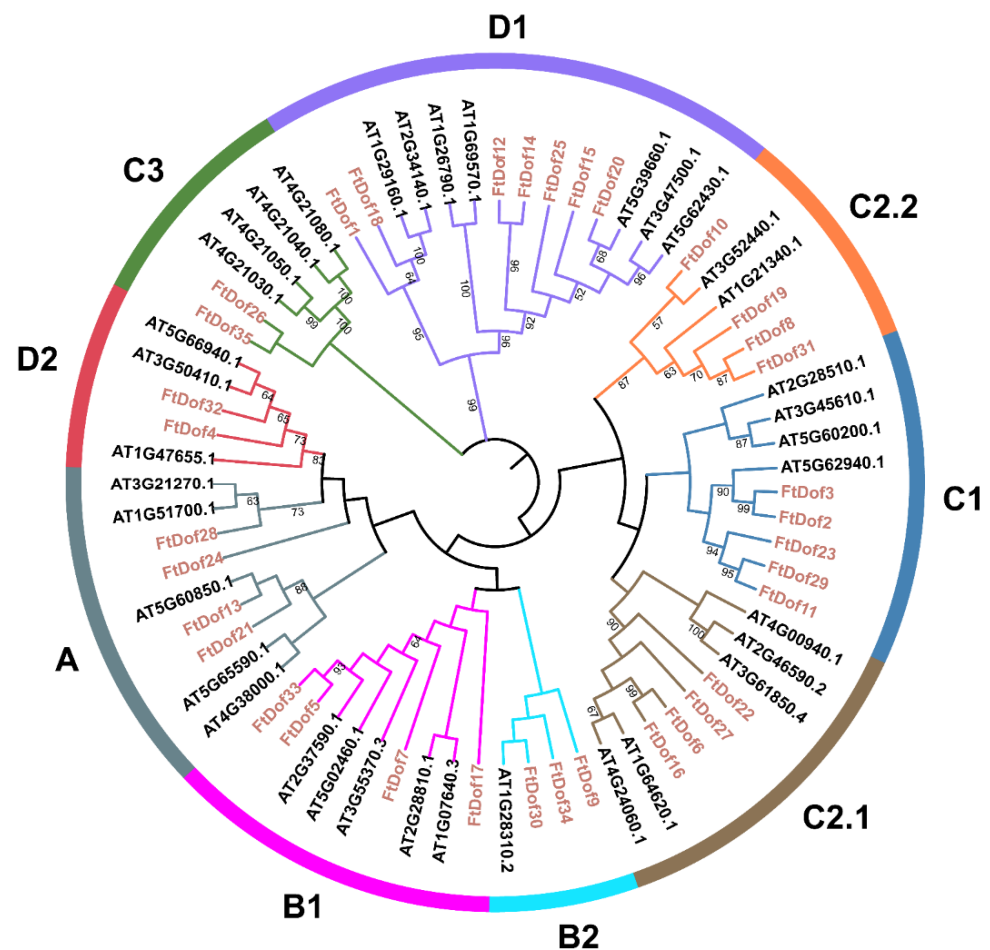 D1
C2.2
C1
C2.1
B2
B1
A
D2
C3
FtDof1
FtDof18
AT1G29160.1
AT2G34140.1
AT1G26790.1
AT1G69570.1
FtDof12
FtDof14
FtDof25
FtDof15
FtDof20
AT5G39660.1
AT3G47500.1
AT5G62430.1
FtDof10
AT3G52440.1
AT1G21340.1
FtDof19
FtDof8
FtDof31
AT2G28510.1
AT3G45610.1
AT5G60200.1
AT5G62940.1
FtDof3
FtDof2
FtDof23
FtDof29
FtDof11
AT4G00940.1
AT2G46590.2
AT3G61850.4
FtDof22
FtDof27
FtDof6
FtDof16
AT1G64620.1
AT4G24060.1
FtDof9
FtDof34
FtDof30
AT1G28310.2
FtDof17
AT1G07640.3
AT2G28810.1
FtDof7
AT3G55370.3
AT5G02460.1
AT2G37590.1
FtDof5
FtDof33
AT4G38000.1
AT5G65590.1
FtDof21
FtDof13
AT5G60850.1
FtDof24
FtDof28
AT1G51700.1
AT3G21270.1
AT1G47655.1
FtDof4
FtDof32
AT3G50410.1
AT5G66940.1
FtDof35
FtDof26
AT4G21030.1
AT4G21050.1
AT4G21040.1
AT4G21080.1
64
100
95
100
99
96
96
92
52
68
96
57
87
63
70
87
87
90
99
94
95
100
90
99
67
64
93
88
73
63
83
73
65
64
99
100
100